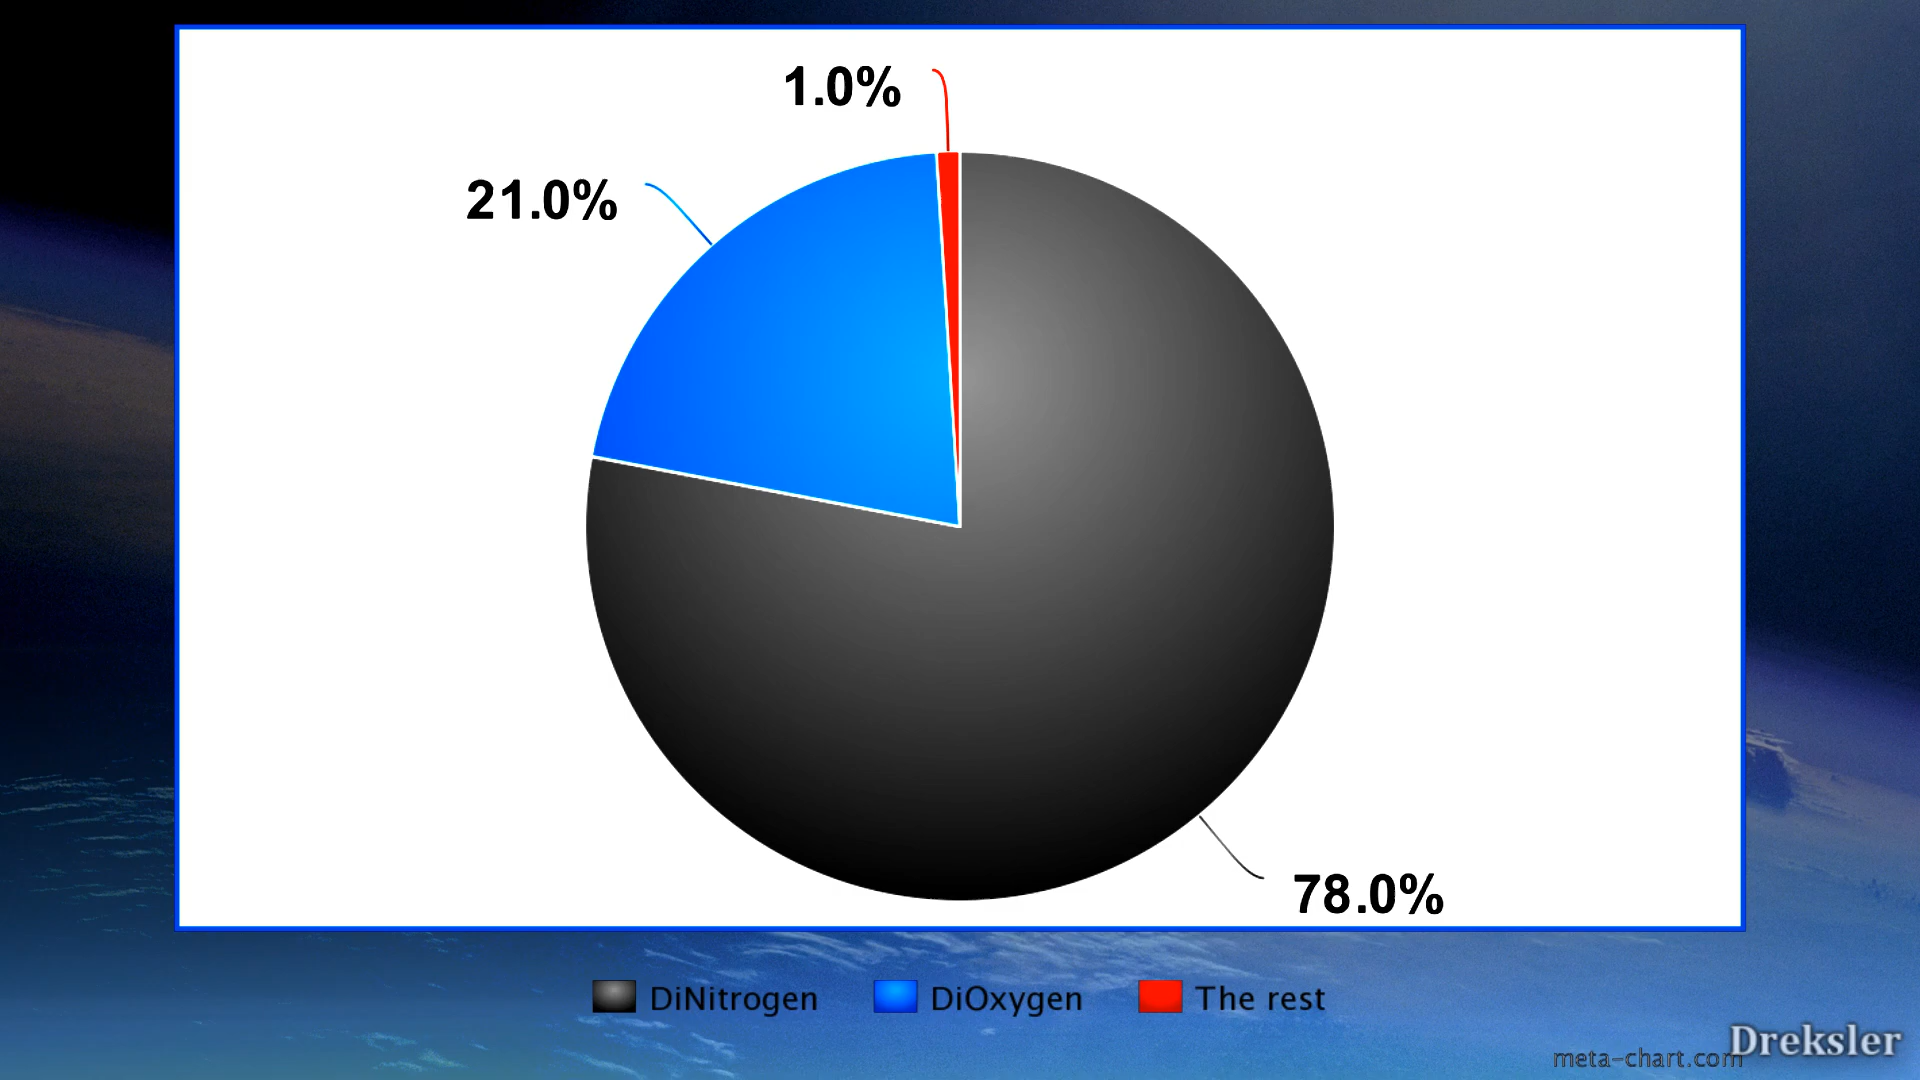 1.0%
21.0%
78.0%
DiNitrogen
DiOxygen
The rest
Dreksler
meta-chart.com